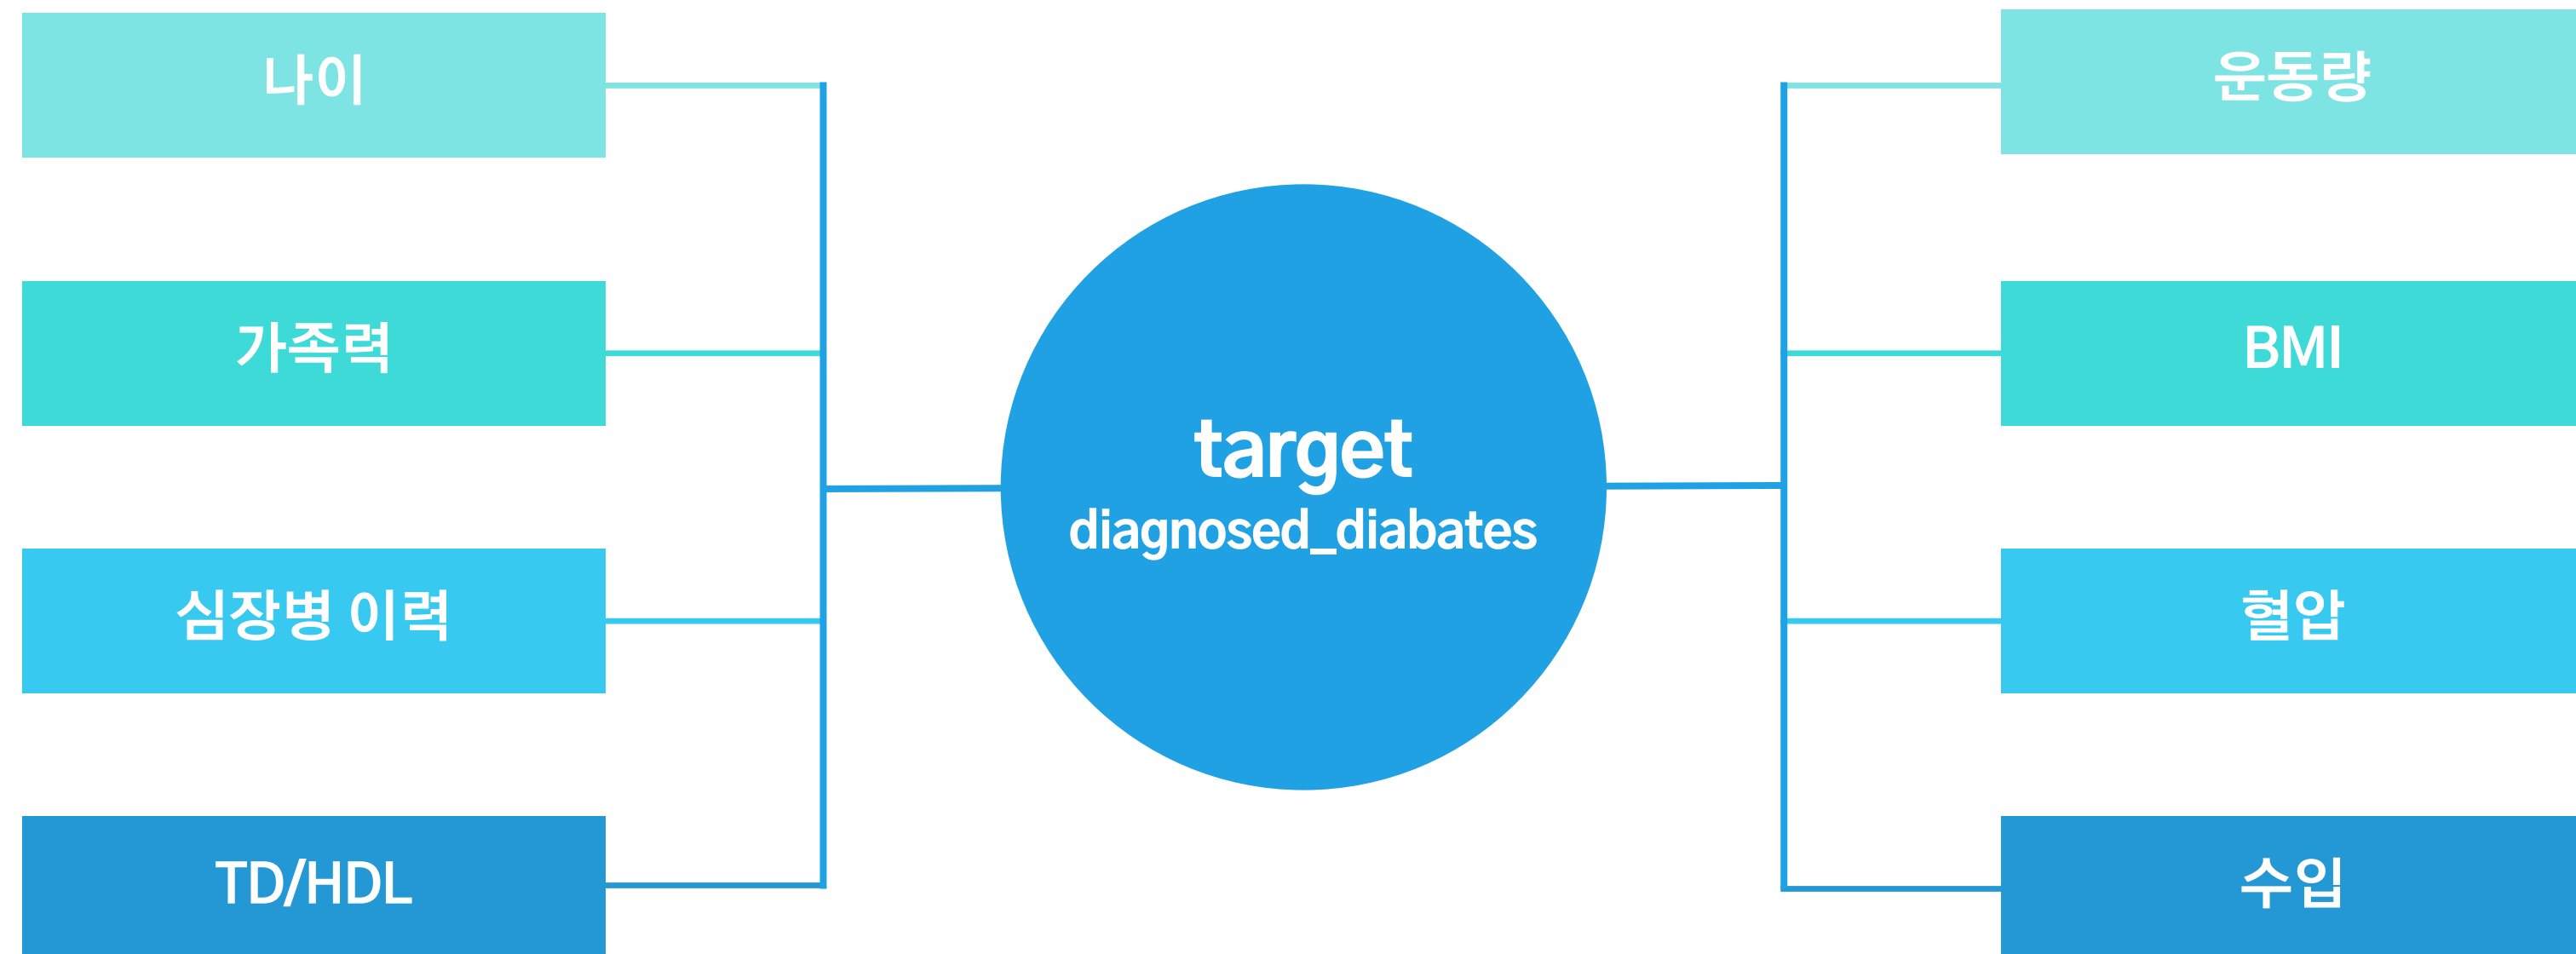 나이
가족력
심장병 이력
TD/HDL
target
diagnosed_diabates
운동량
BMI
혈압
수입